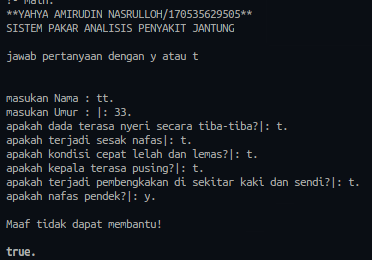 ?- main.
**YAHYA AMIRUDIN NASRULLOH/170535629505**
SISTEM PAKAR ANALISIS PENYAKIT JANTUNG
jawab pertanyaan dengan y atau t
masukan Nama : tt.
masukan Umur : |: 33.
apakah dada terasa nyeri secara tiba-tiba?|: t.
apakah terjadi sesak nafas|: t.
apakah kondisi cepat lelah dan lemas?|: t.
apakah kepala terasa pusing?|: t.
apakah terjadi pembengkakan di sekitar kaki dan sendi?|: t.
apakah nafas pendek?|: y.
Maaf tidak dapat membantu!
true.